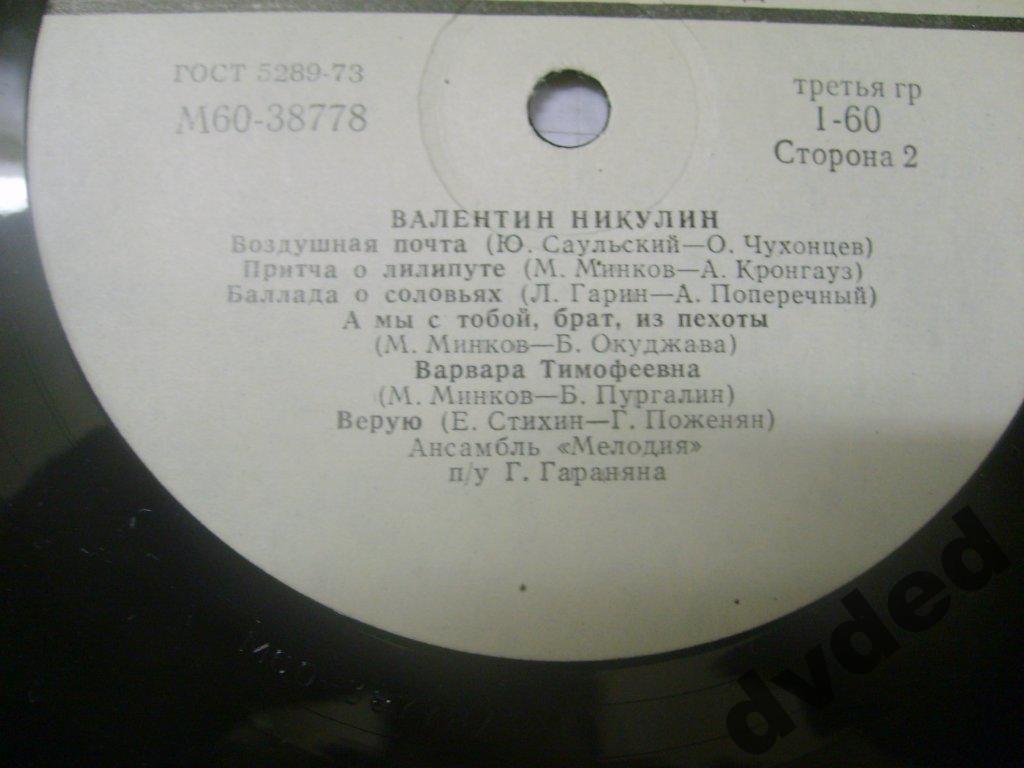 ГОСТ 5289-73
М60-38778
третья гр
1-60
Сторона 2
ВАЛЕНТИН НИКУЛИН
Воздушная почта (Ю. Саульский—О. Чухонцев)
Притча о лилипуте (М. Минков—А. Кронгауз)
Баллада о соловьях (Л. Гарин—А. Поперечный)
А мы с тобой, брат, из пехоты
(М. Минков—Б. Окуджава)
Варвара Тимофеевна
(М. Минков—Б. Пургалин)
Верую (Е. Стихин—Г. Поженян)
Ансамбль «Мелодия»
п/у Г. Гараняна
dvded